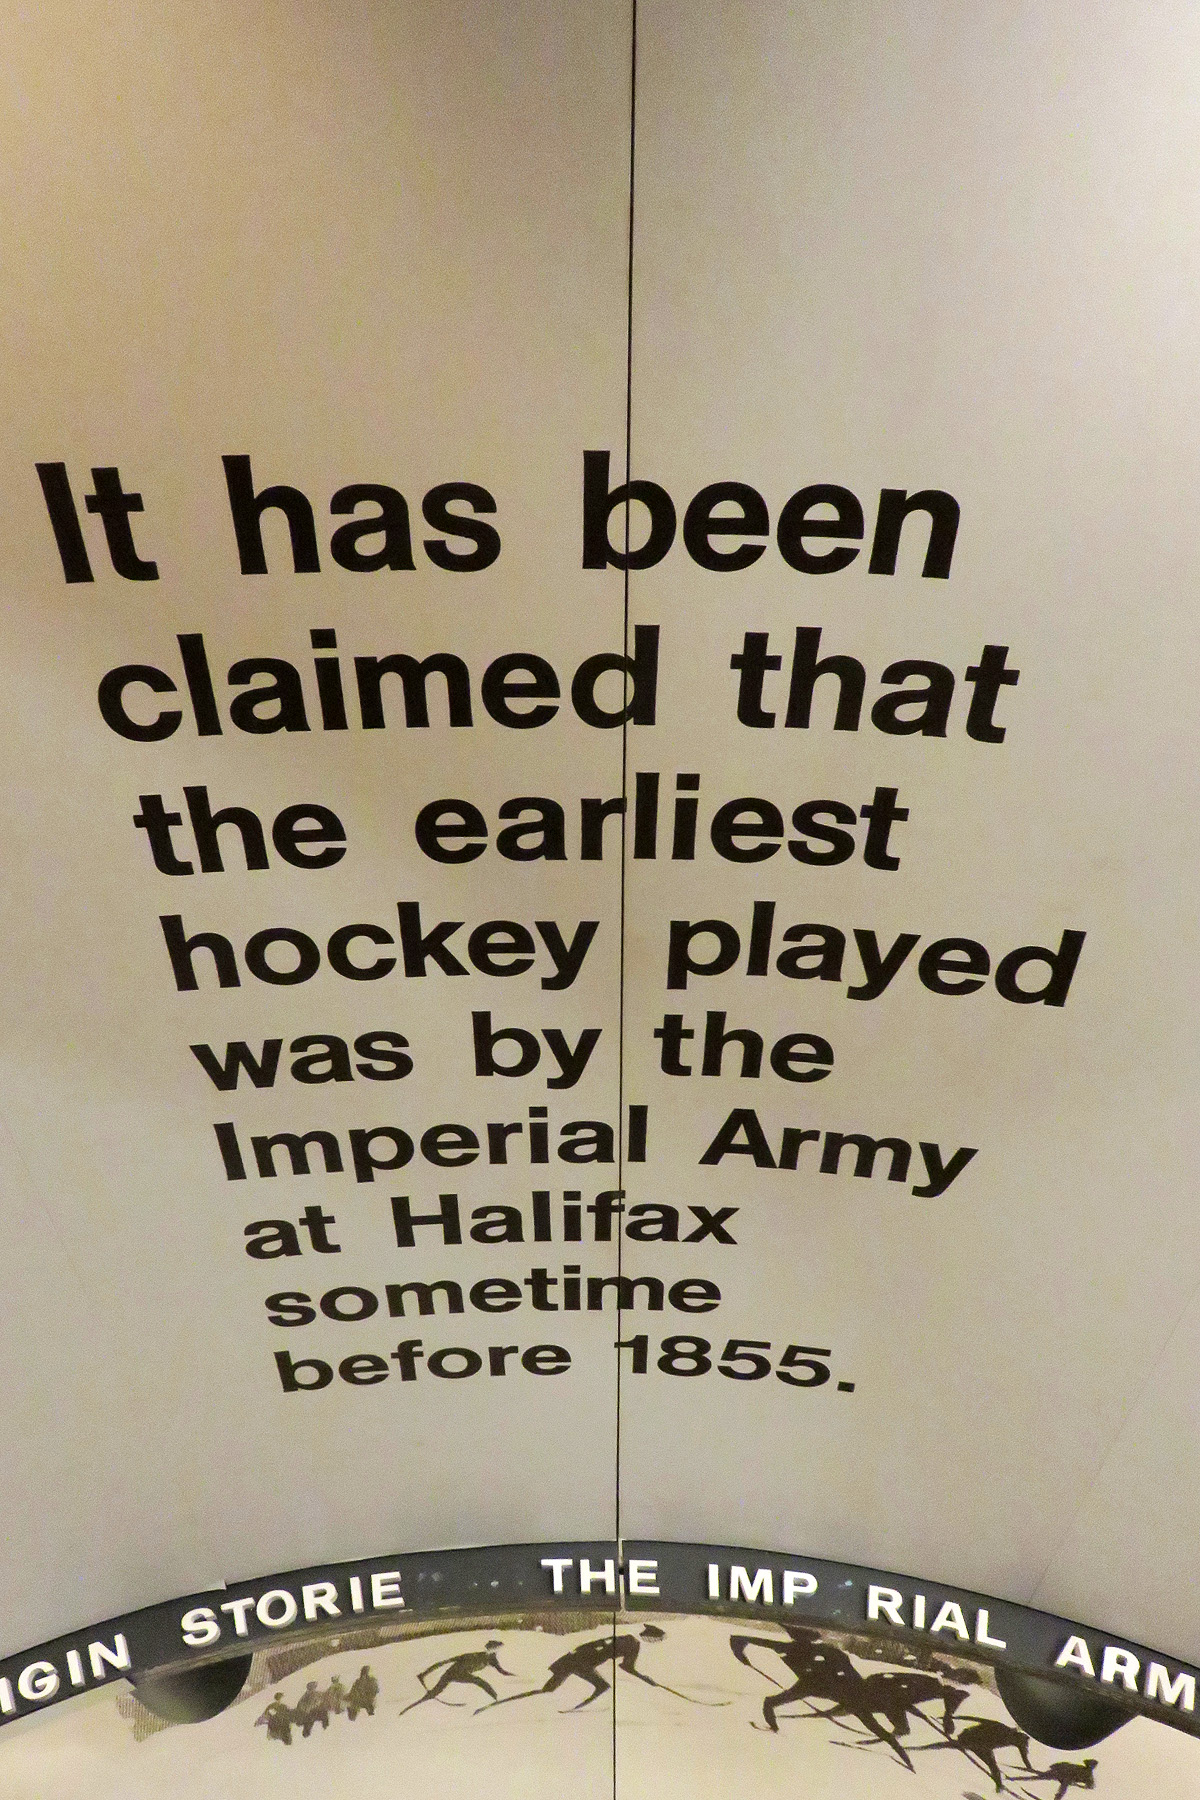 It has been
claimed that
the earliest
hockey played
was by the
Imperial Army
at Halifax
sometime
before 1855.
IGIN STORIE THE IMP RIAL ARM